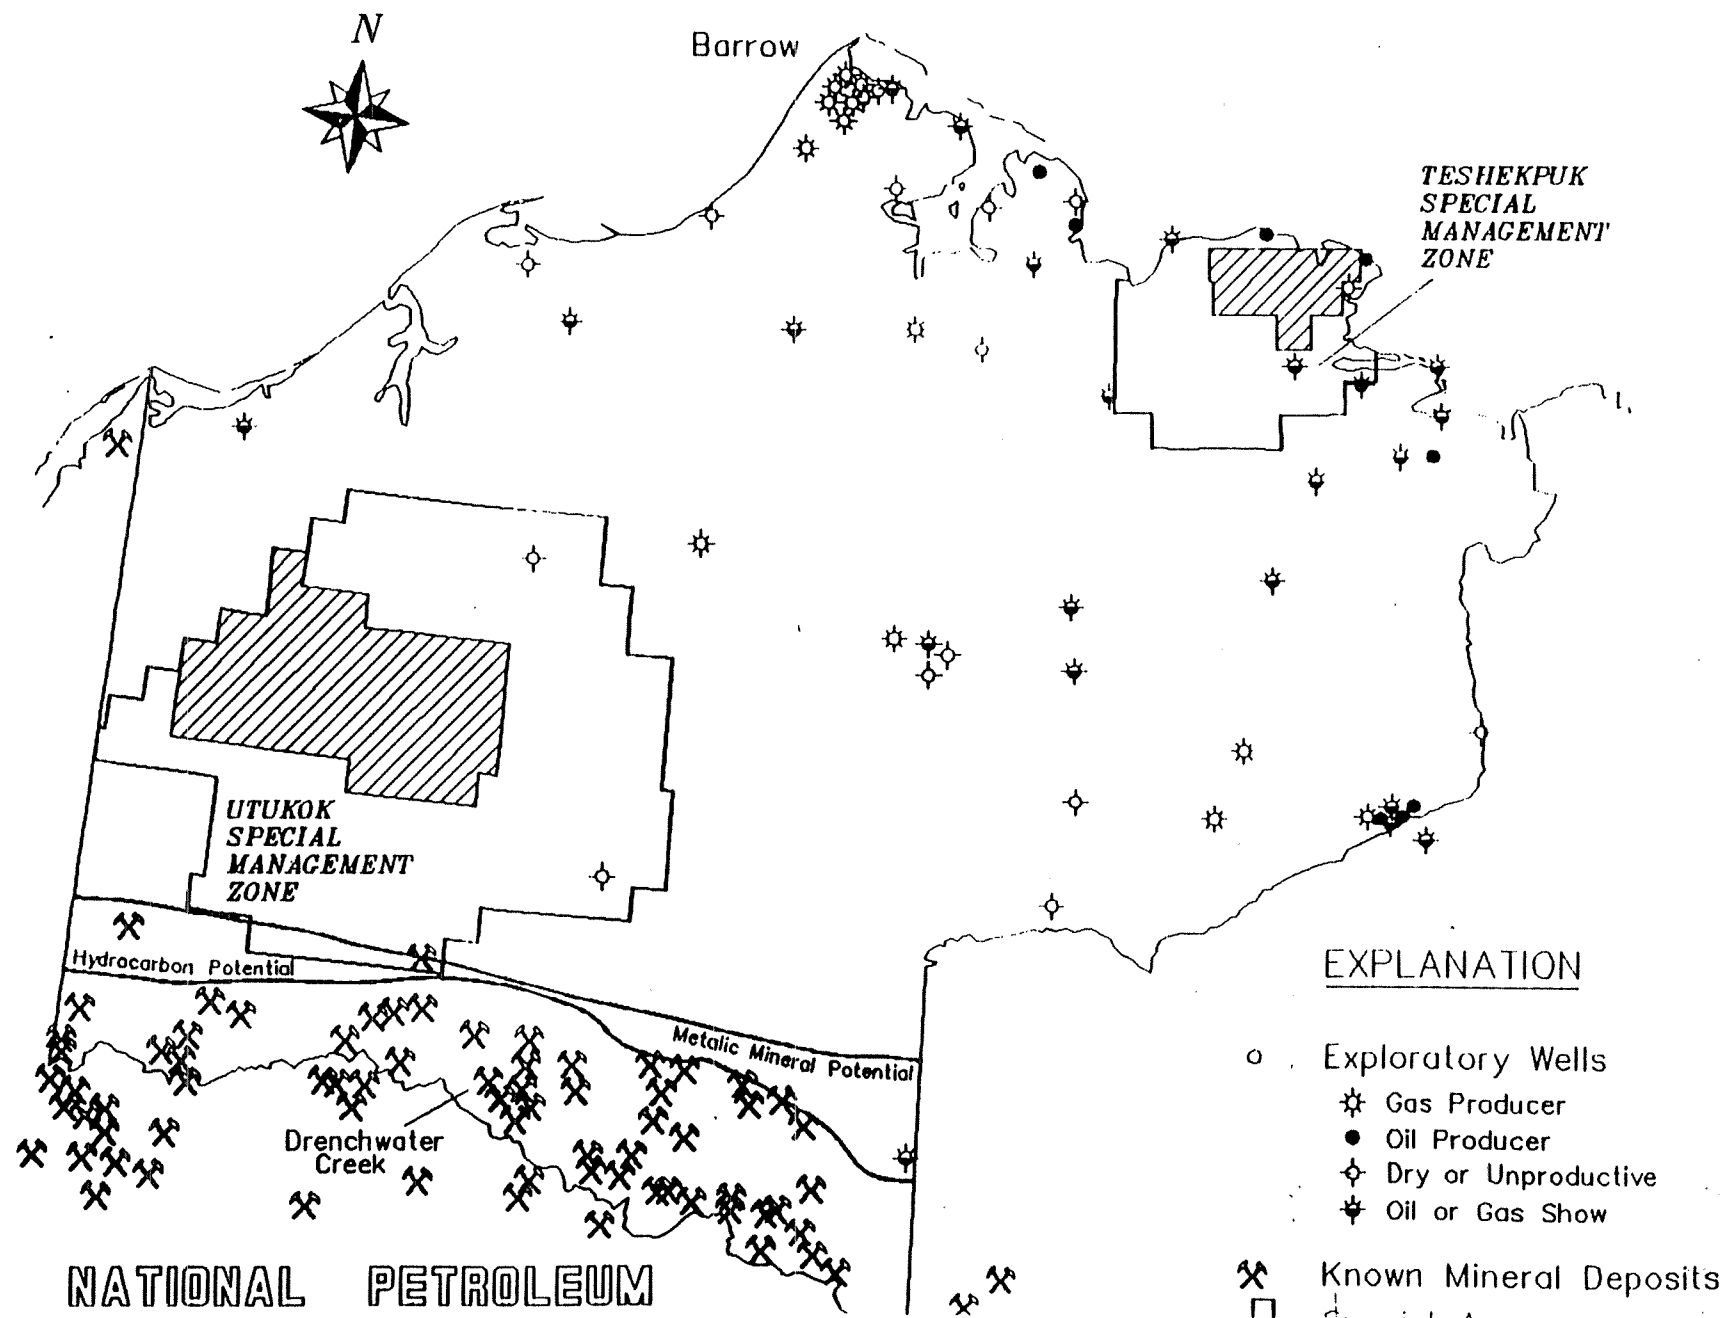 N
Barrow
TESHEKPUK
SPECIAL
MANAGEMENT
ZONE
UTUKOK
SPECIAL
MANAGEMENT
ZONE
Hydrocarbon Potential
Metalic Mineral Potential
Drenchwater
Creek
EXPLANATION
Exploratory Wells
Gas Producer
Oil Producer
Dry or Unproductive
Oil or Gas Show
Known Mineral Deposits
NATIONAL PETROLEUM